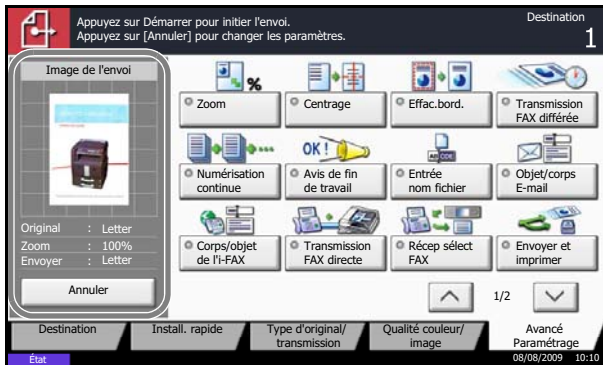 Appuyez sur Démarrer pour initier l'envoi.
Appuyez sur [Annuler] pour changer les paramètres.
Destination
1
Image de l'envoi
Original : Letter
Zoom : 100%
Envoyer : Letter
Annuler
%
Zoom
Centrage
Effac.bord.
Transmission
FAX différée
OK !
AB CDE
Numérisation
continue
Avis de fin
de travail
Entrée
nom fichier
Objet/corps
E-mail
Corps/objet
de l'i-FAX
Transmission
FAX directe
Récep sélect
FAX
Envoyer et
imprimer
1/2
Destination
Install. rapide
Type d'original/
transmission
Qualité couleur/
image
Avancé
Paramétrage
État
08/08/2009 10:10